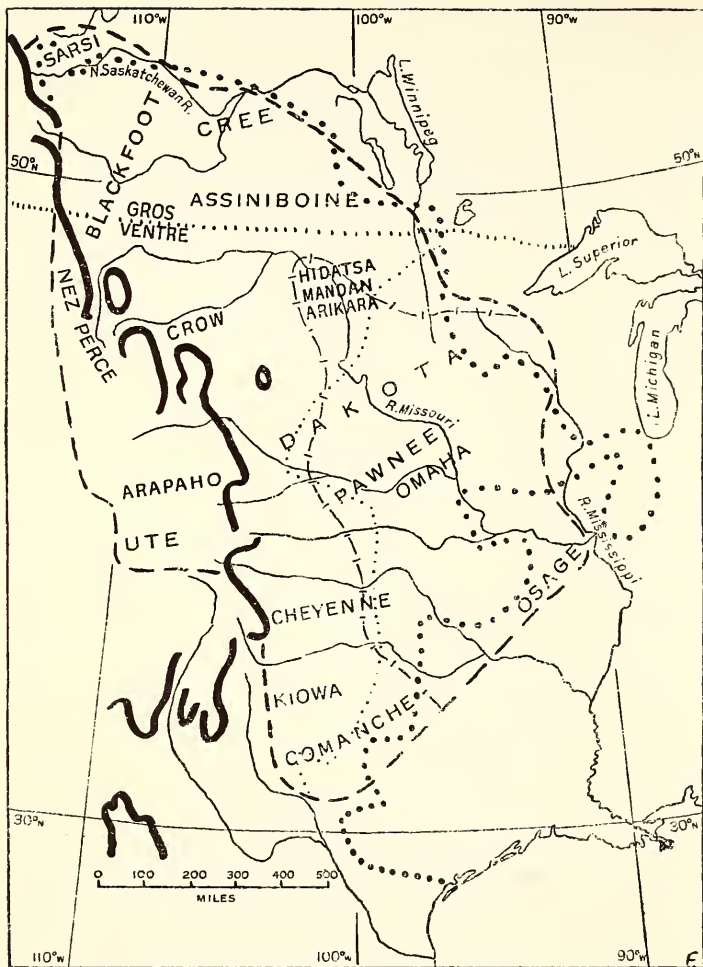 110°W
100°W
90°W
SARSI
N.Saskatchewan R.
L.Winnipeg
CREE
BLACKFOOT
50°N
50°N
ASSINIBOINE
GROS
VENTRE
L.Superior
HIDATSA
MANDAN
ARIKARA
NEZ PERCE
CROW
L.Michigan
DAKOTA
R.Missouri
PAWNEE
OMAHA
ARAPAHO
R.Mississippi
UTE
OSAGE
CHEYENNE
KIOWA
COMANCHE
30°N
30°N
0 100 200 300 400 500
MILES
110°W
100°W
90°W